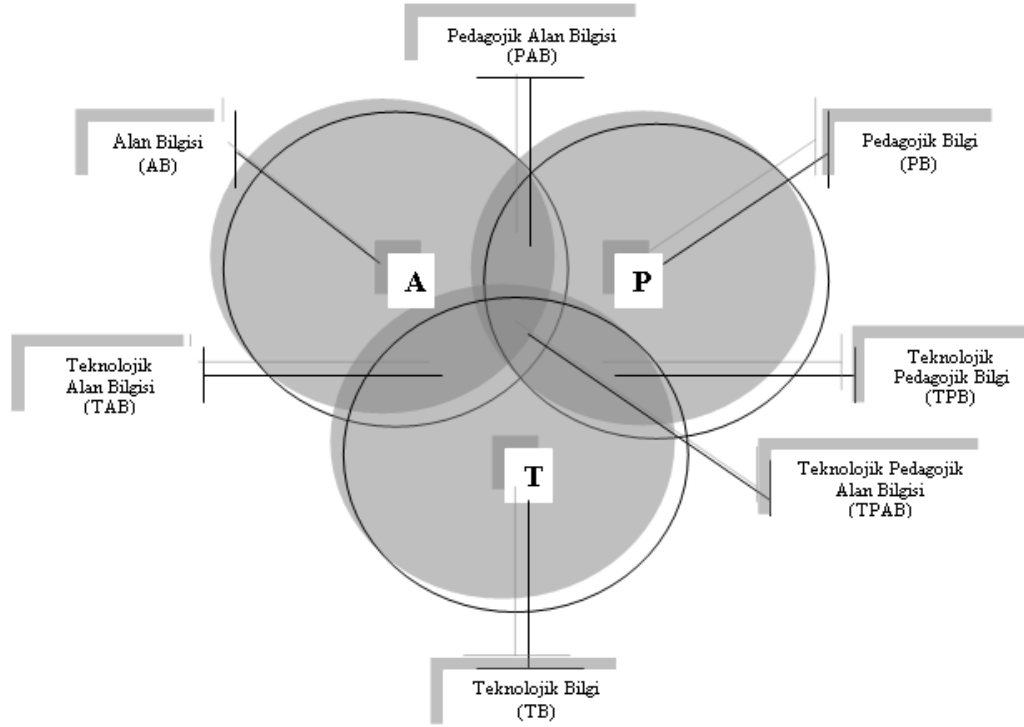 Pedagojik Alan Bilgisi
(PAB)
Alan Bilgisi
(AB)
Pedagojik Bilgi
(PB)
A
P
Teknolojik
Alan Bilgisi
(TAB)
Teknolojik
Pedagojik Bilgi
(TPB)
T
Teknolojik Pedagojik
Alan Bilgisi
(TPAB)
Teknolojik Bilgi
(TB)